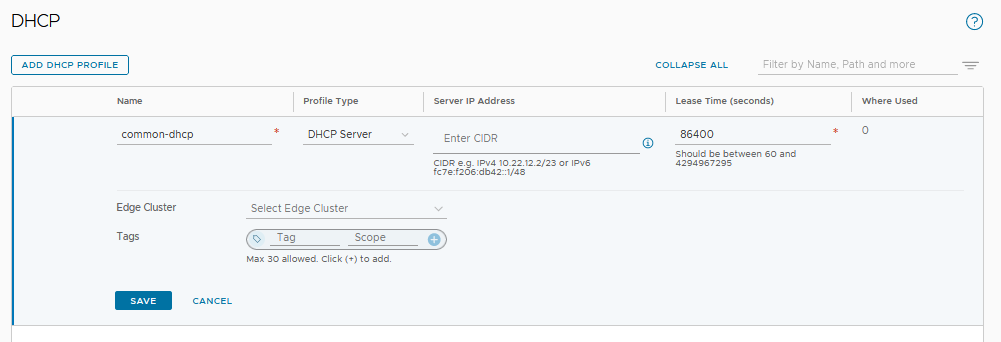 DHCP
ADD DHCP PROFILE
COLLAPSE ALL
Filter by Name, Path and more
Name Profile Type Server IP Address Lease Time (seconds) Where Used
common-dhcp * DHCP Server Enter CIDR 86400 * 0
CIDR e.g. IPv4 10.22.12.2/23 or IPv6
fc7e:f206:db42::1/48
Should be between 60 and
4294967295
Edge Cluster Select Edge Cluster
Tags Tag Scope
Max 30 allowed. Click (+) to add.
SAVE CANCEL